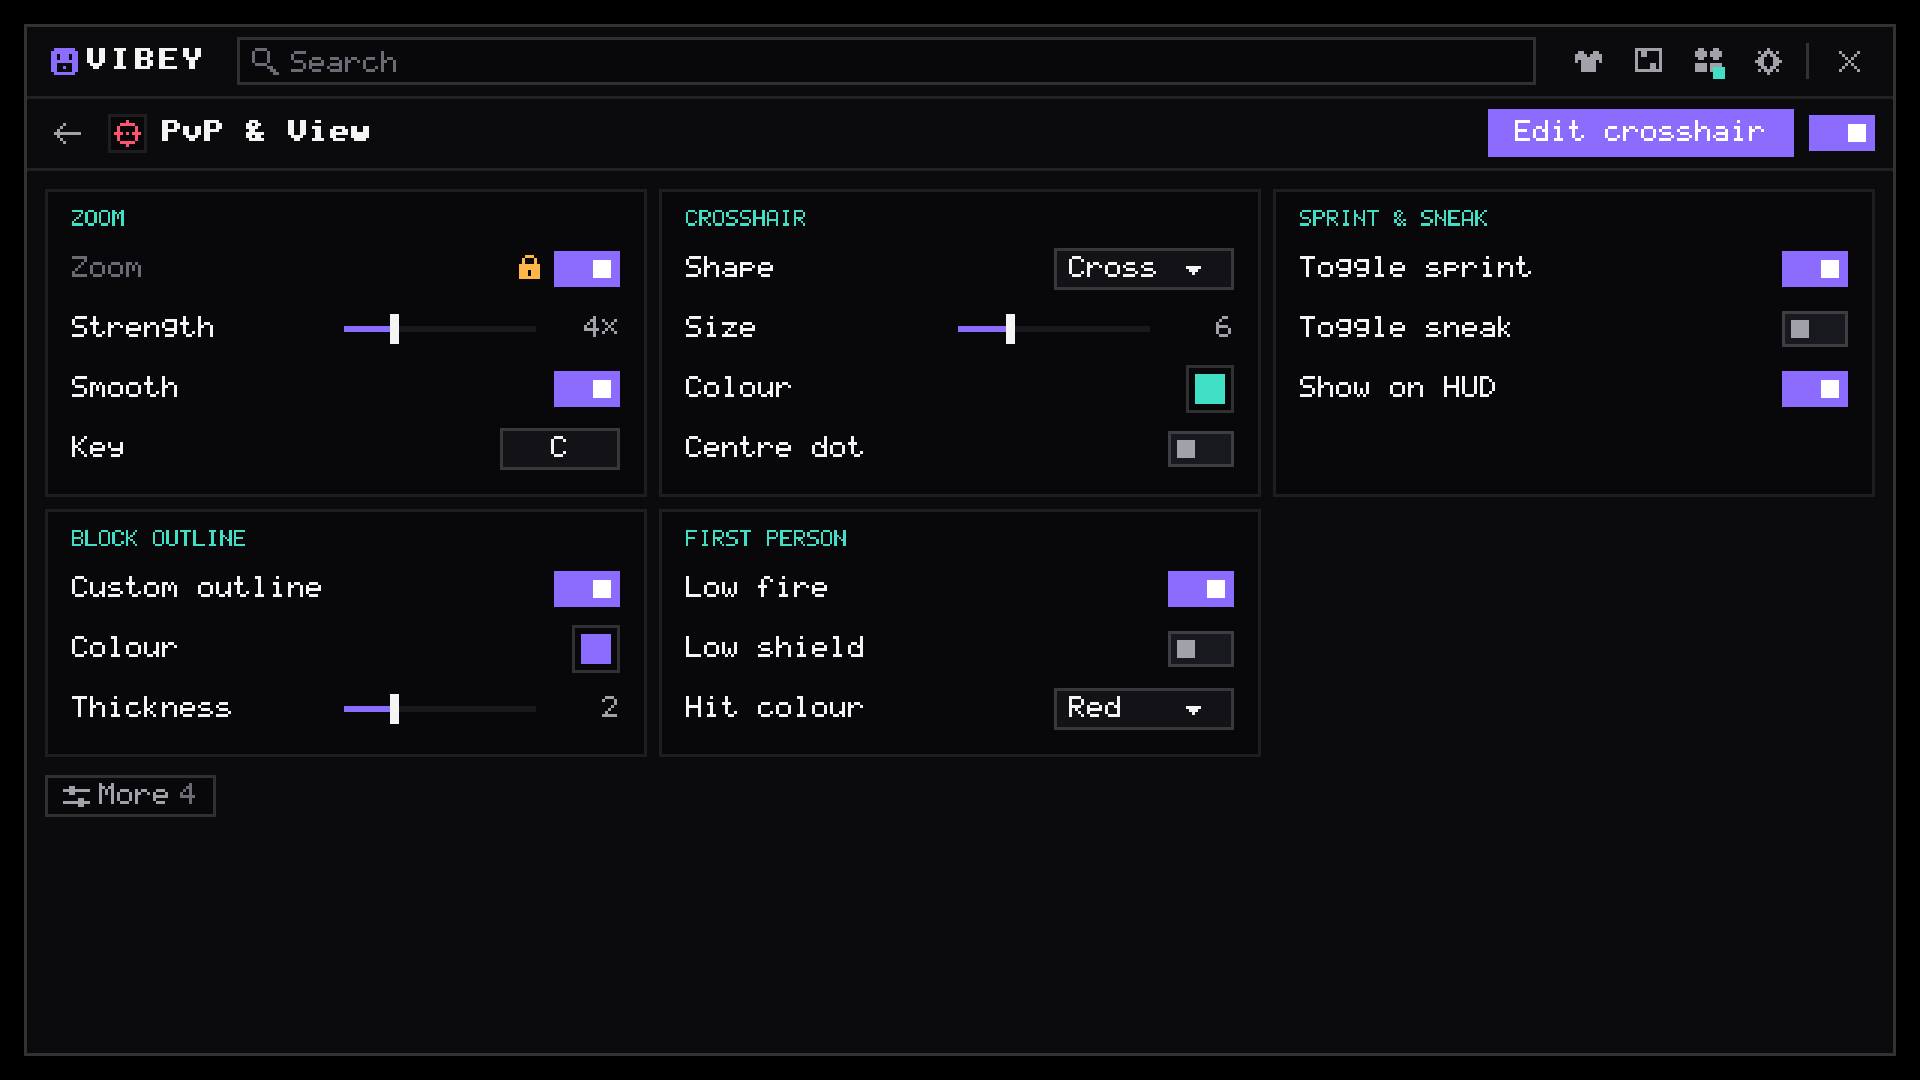 VIBEY
Search
PvP & View
Edit crosshair
ZOOM
Zoom
Strength 4×
Smooth
Key C
CROSSHAIR
Shape Cross
Size 6
Colour
Centre dot
SPRINT & SNEAK
Toggle sprint
Toggle sneak
Show on HUD
BLOCK OUTLINE
Custom outline
Colour
Thickness 2
FIRST PERSON
Low fire
Low shield
Hit colour Red
More 4